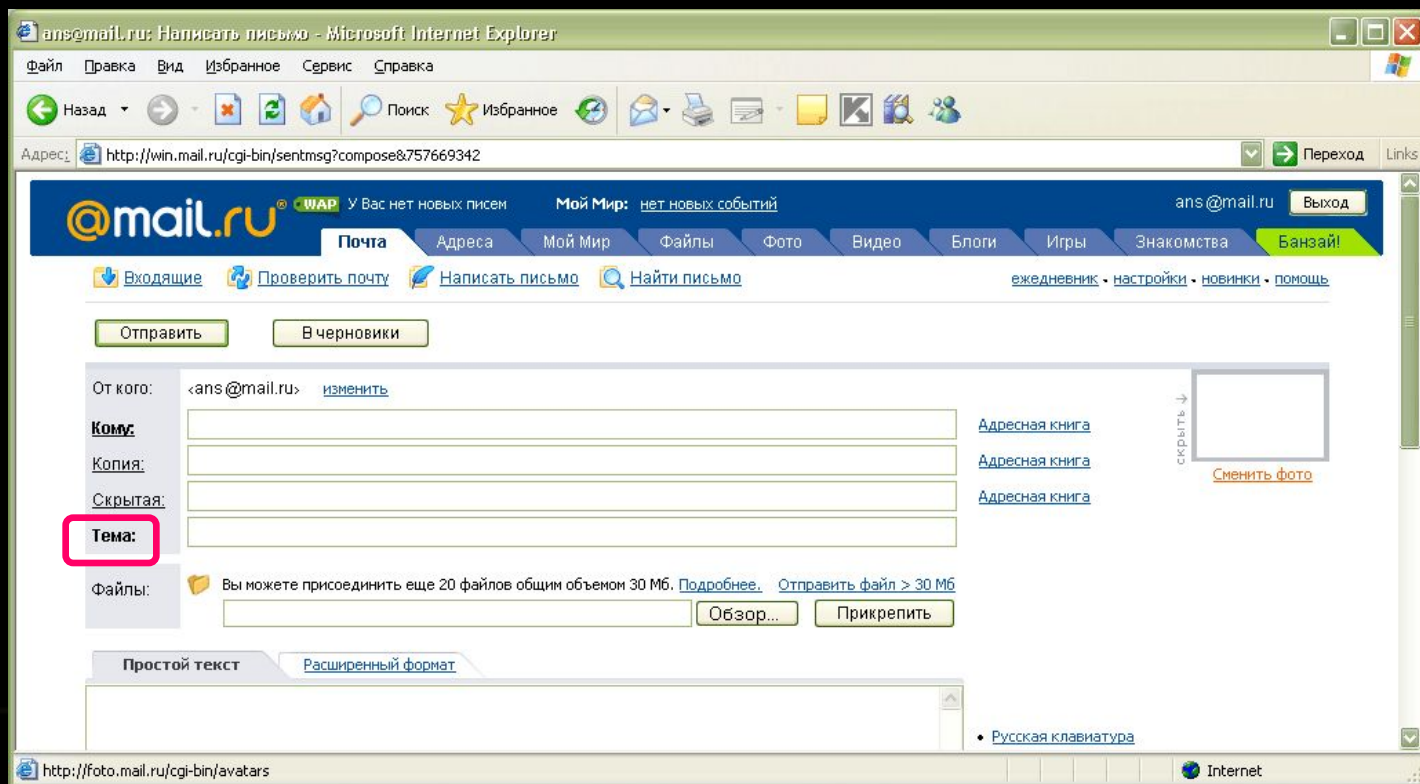 ans@mail.ru: Написать письмо - Microsoft Internet Explorer
Файл Правка Вид Избранное Сервис Справка
Назад Поиск Избранное
Адрес: http://win.mail.ru/cgi-bin/sentmsg?compose&757669342 Переход Links
@mail.ru® WAP У Вас нет новых писем Мой Мир: нет новых событий ans@mail.ru Выход
Почта Адреса Мой Мир Файлы Фото Видео Блоги Игры Знакомства Банзай!
Входящие Проверить почту Написать письмо Найти письмо ежедневник • настройки • новинки • помощь
Отправить В черновики
От кого: <ans@mail.ru> изменить
Кому: Адресная книга
Копия: Адресная книга
скрыть
Сменить фото
Скрытая: Адресная книга
Тема:
Файлы: Вы можете присоединить еще 20 файлов общим объемом 30 Мб. Подробнее. Отправить файл > 30 Мб
Обзор... Прикрепить
Простой текст Расширенный формат
• Русская клавиатура
http://foto.mail.ru/cgi-bin/avatars Internet